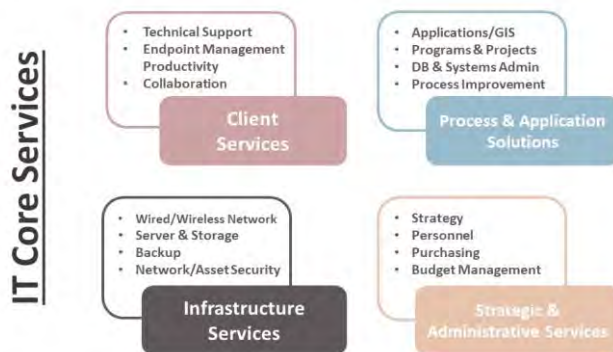 IT Core Services
• Technical Support
• Endpoint Management
Productivity
• Collaboration
Client
Services
• Applications/GIS
• Programs & Projects
• DB & Systems Admin
• Process Improvement
Process & Application
Solutions
• Wired/Wireless Network
• Server & Storage
• Backup
• Network/Asset Security
Infrastructure
Services
• Strategy
• Personnel
• Purchasing
• Budget Management
Strategic &
Administrative Services